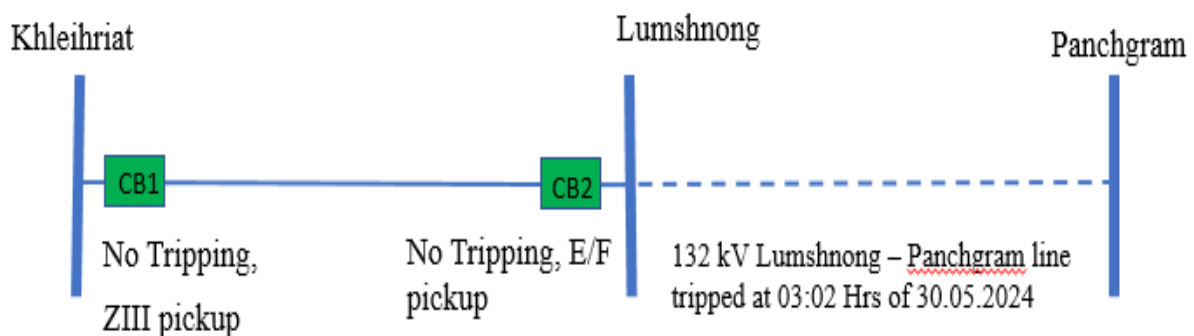 Khleihriat
Lumshnong
Panchgram
CB1
CB2
No Tripping,
ZIII pickup
No Tripping, E/F
pickup
132 kV Lumshnong – Panchgram line
tripped at 03:02 Hrs of 30.05.2024